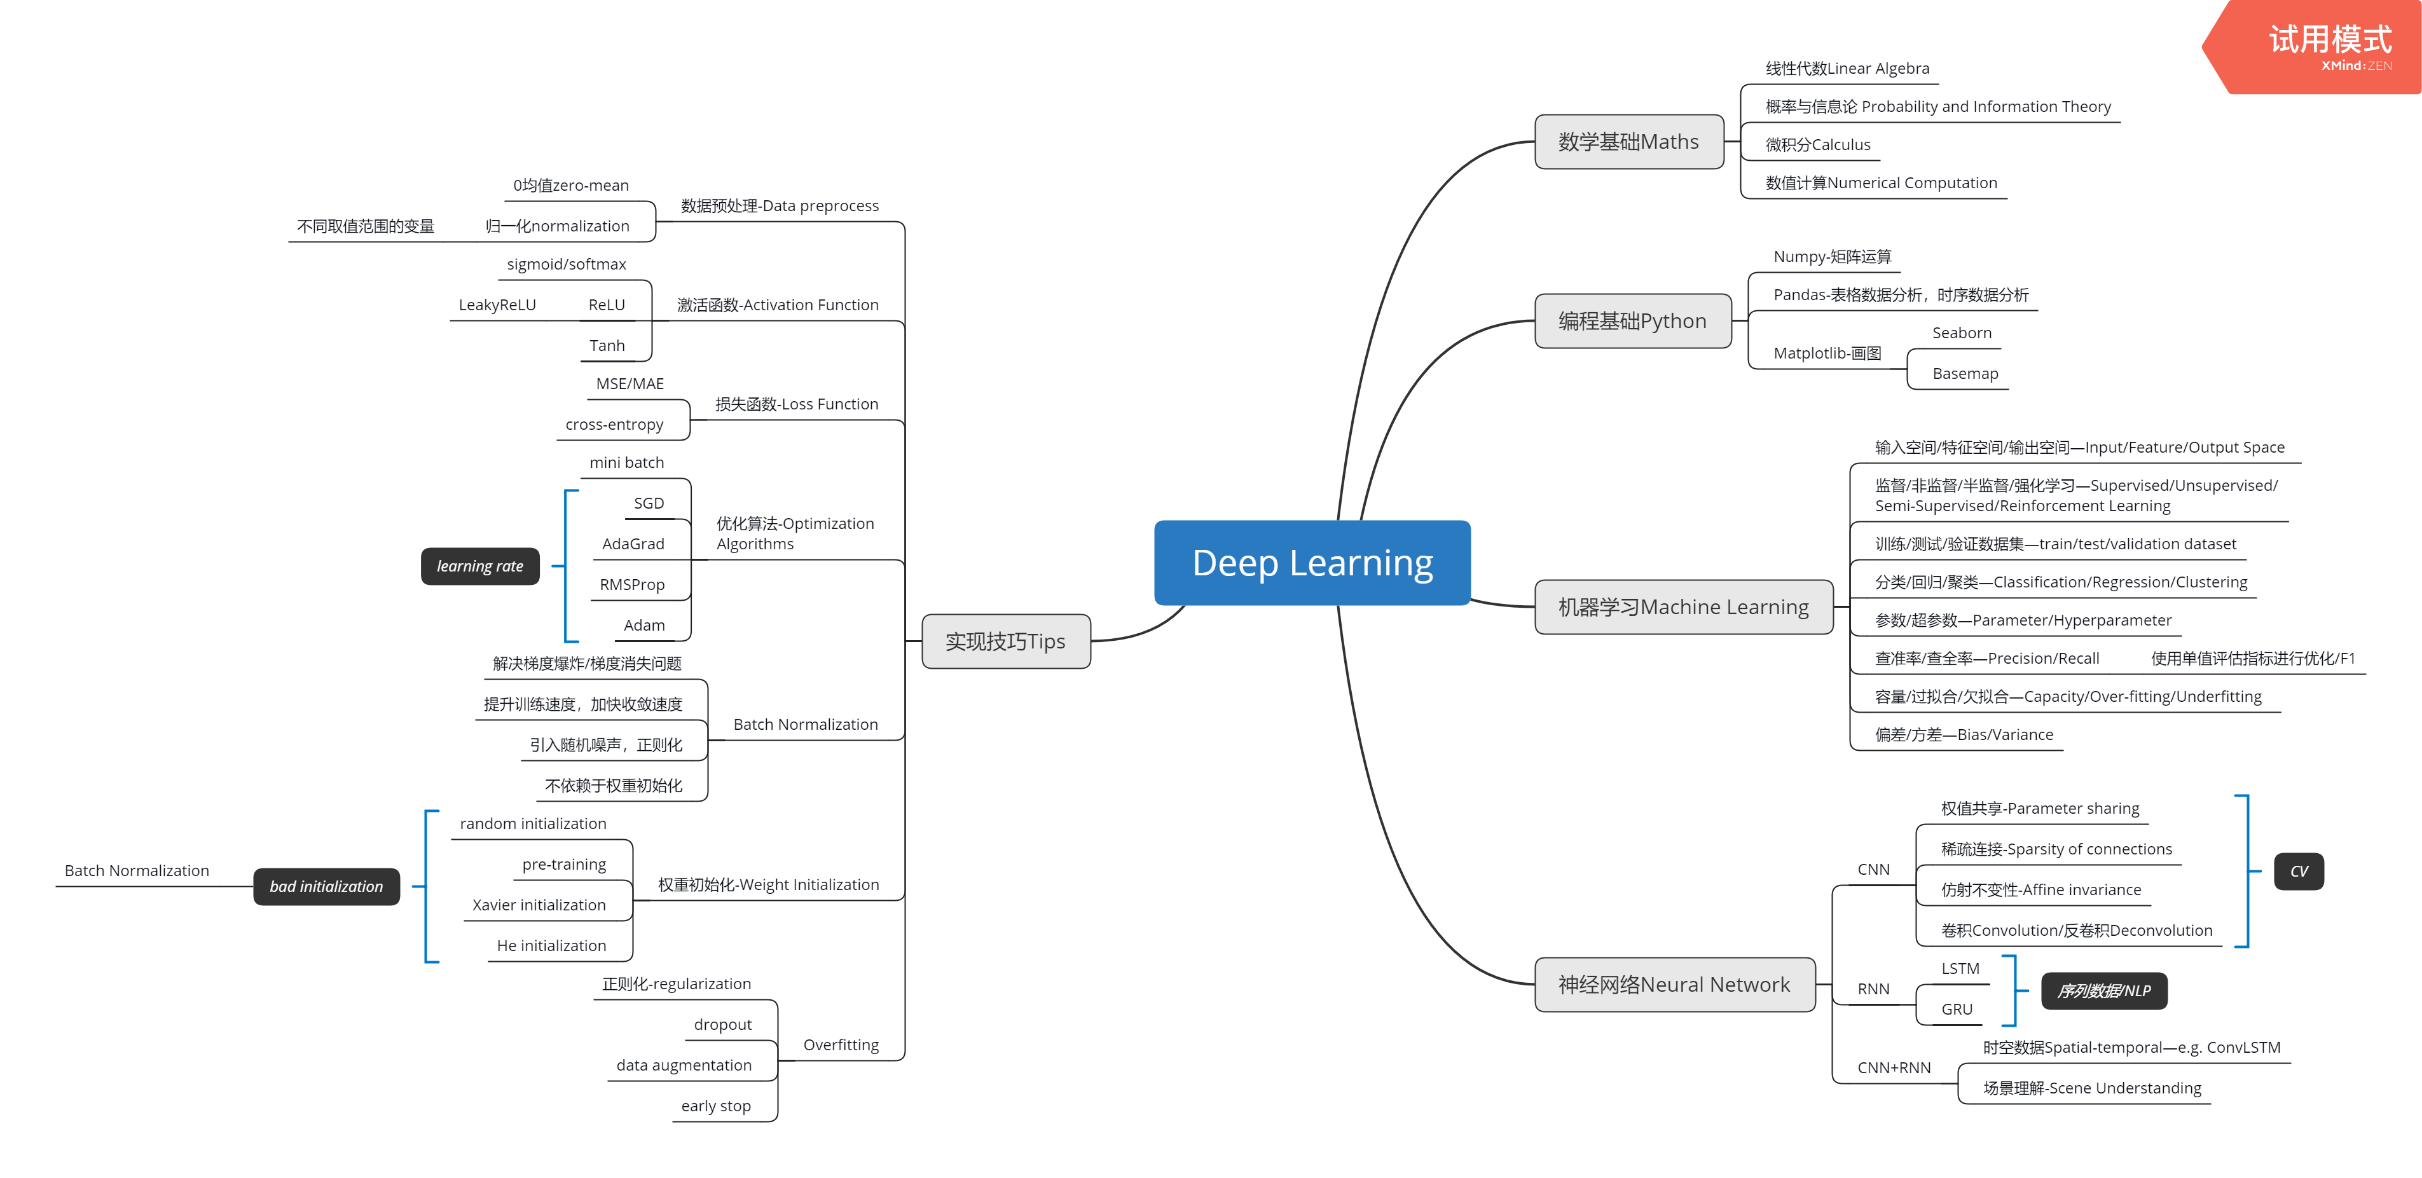 试用模式
XMind:ZEN
Deep Learning
数学基础Maths
线性代数Linear Algebra
概率与信息论 Probability and Information Theory
微积分Calculus
数值计算Numerical Computation
编程基础Python
Numpy-矩阵运算
Pandas-表格数据分析，时序数据分析
Matplotlib-画图
Seaborn
Basemap
机器学习Machine Learning
输入空间/特征空间/输出空间—Input/Feature/Output Space
监督/非监督/半监督/强化学习—Supervised/Unsupervised/
Semi-Supervised/Reinforcement Learning
训练/测试/验证数据集—train/test/validation dataset
分类/回归/聚类—Classification/Regression/Clustering
参数/超参数—Parameter/Hyperparameter
查准率/查全率—Precision/Recall
使用单值评估指标进行优化/F1
容量/过拟合/欠拟合—Capacity/Over-fitting/Underfitting
偏差/方差—Bias/Variance
神经网络Neural Network
CNN
权值共享-Parameter sharing
稀疏连接-Sparsity of connections
仿射不变性-Affine invariance
卷积Convolution/反卷积Deconvolution
CV
RNN
LSTM
GRU
序列数据/NLP
CNN+RNN
时空数据Spatial-temporal—e.g. ConvLSTM
场景理解-Scene Understanding
实现技巧Tips
数据预处理-Data preprocess
0均值zero-mean
归一化normalization
不同取值范围的变量
激活函数-Activation Function
sigmoid/softmax
ReLU
LeakyReLU
Tanh
损失函数-Loss Function
MSE/MAE
cross-entropy
优化算法-Optimization
Algorithms
mini batch
SGD
AdaGrad
RMSProp
Adam
learning rate
Batch Normalization
解决梯度爆炸/梯度消失问题
提升训练速度，加快收敛速度
引入随机噪声，正则化
不依赖于权重初始化
权重初始化-Weight Initialization
random initialization
pre-training
Xavier initialization
He initialization
bad initialization
Batch Normalization
Overfitting
正则化-regularization
dropout
data augmentation
early stop